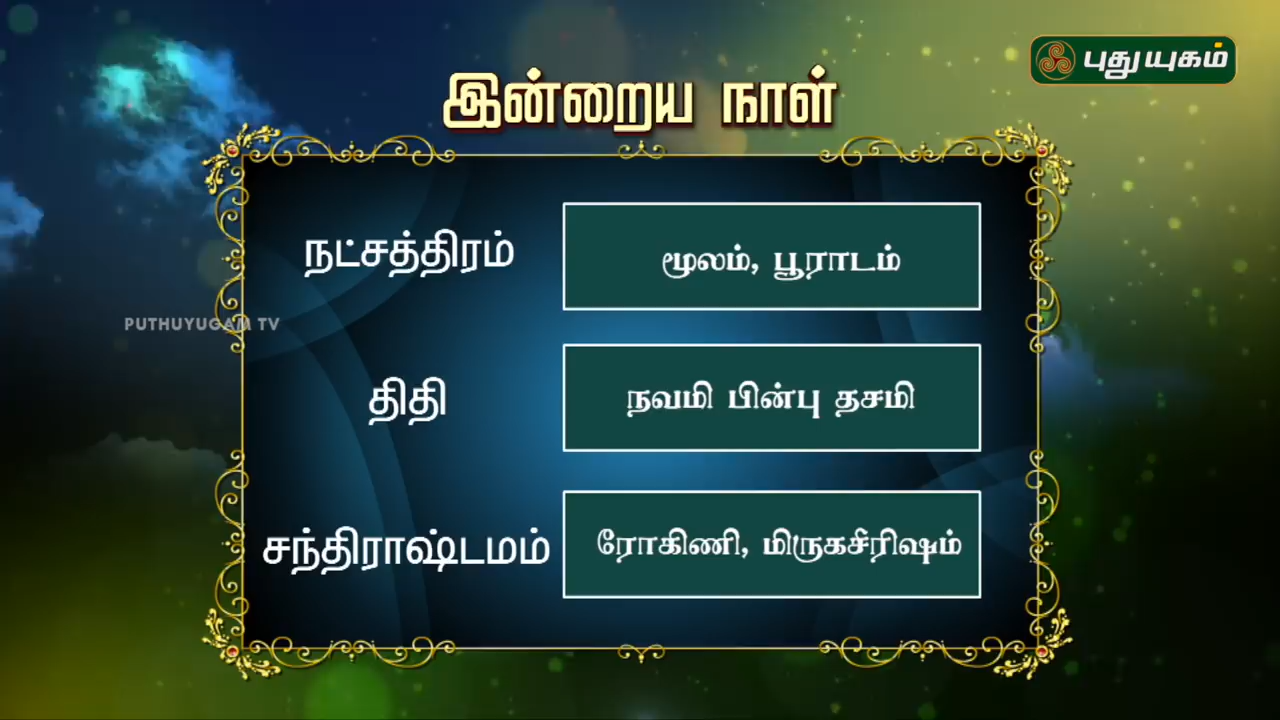 புதுயுகம்
இன்றைய நாள்
நட்சத்திரம்
மூலம், பூராடம்
PUTHUYUGAM TV
திதி
நவமி பின்பு தசமி
சந்திராஷ்டமம்
ரோகிணி, மிருகசீரிஷம்